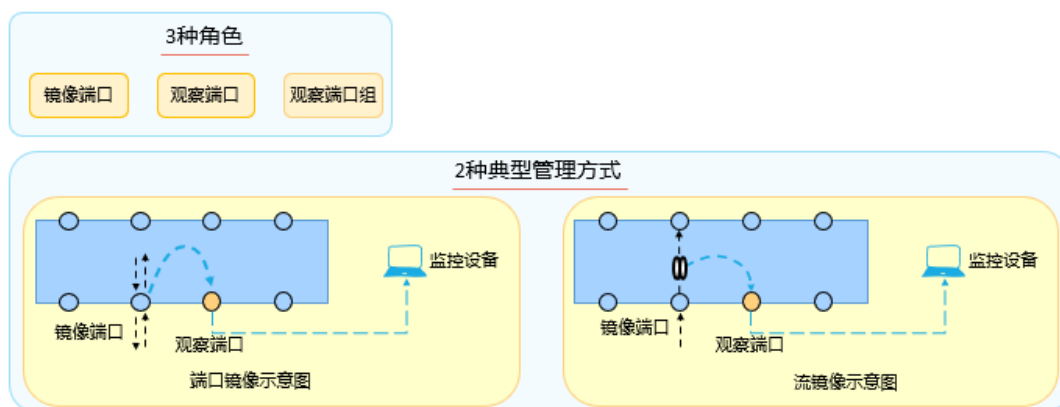 3种角色
镜像端口
观察端口
观察端口组
2种典型管理方式
监控设备
镜像端口
观察端口
端口镜像示意图
监控设备
镜像端口
观察端口
流镜像示意图